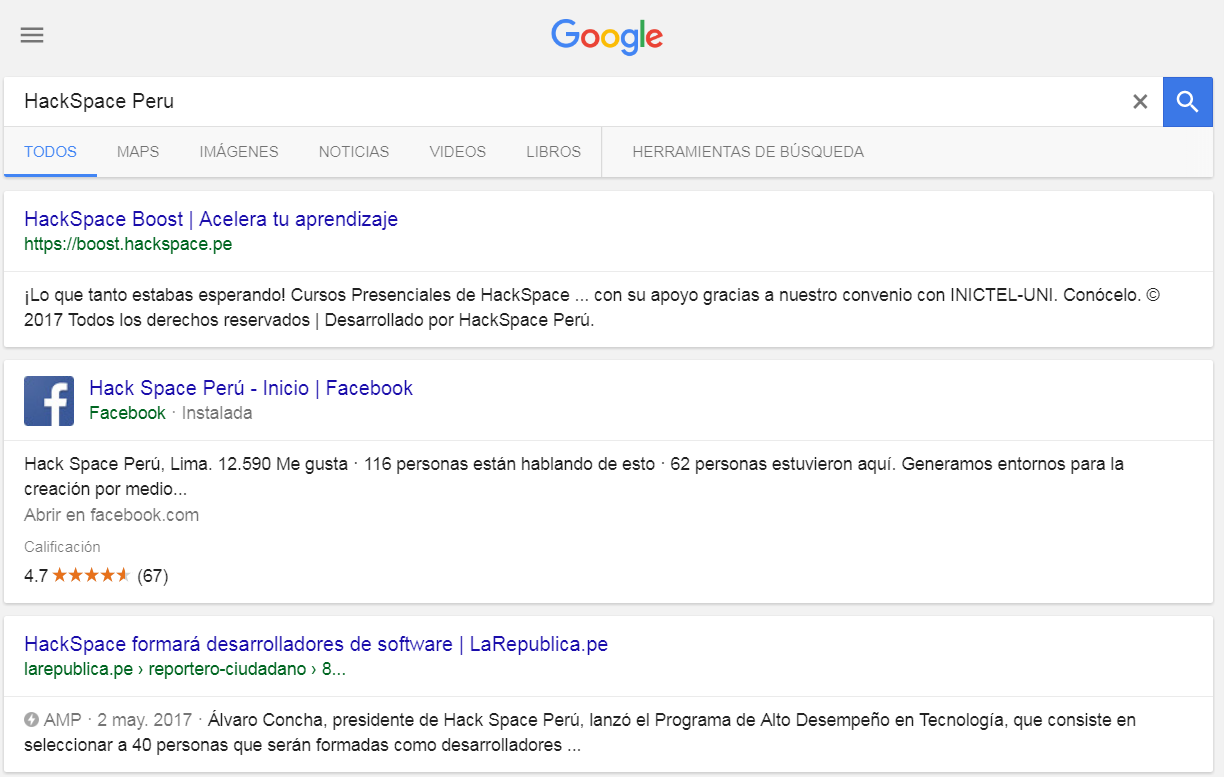 Google
HackSpace Peru
TODOS MAPS IMÁGENES NOTICIAS VIDEOS LIBROS HERRAMIENTAS DE BÚSQUEDA
HackSpace Boost | Acelera tu aprendizaje
https://boost.hackspace.pe
¡Lo que tanto estabas esperando! Cursos Presenciales de HackSpace ... con su apoyo gracias a nuestro convenio con INICTEL-UNI. Conócelo. ©
2017 Todos los derechos reservados | Desarrollado por HackSpace Perú.
Hack Space Perú - Inicio | Facebook
Facebook · Instalada
Hack Space Perú, Lima. 12.590 Me gusta · 116 personas están hablando de esto · 62 personas estuvieron aquí. Generamos entornos para la
creación por medio...
Abrir en facebook.com
Calificación
4.7 ★★★★★ (67)
HackSpace formará desarrolladores de software | LaRepublica.pe
larepublica.pe › reportero-ciudadano › 8...
AMP · 2 may. 2017 · Álvaro Concha, presidente de Hack Space Perú, lanzó el Programa de Alto Desempeño en Tecnología, que consiste en
seleccionar a 40 personas que serán formadas como desarrolladores ...